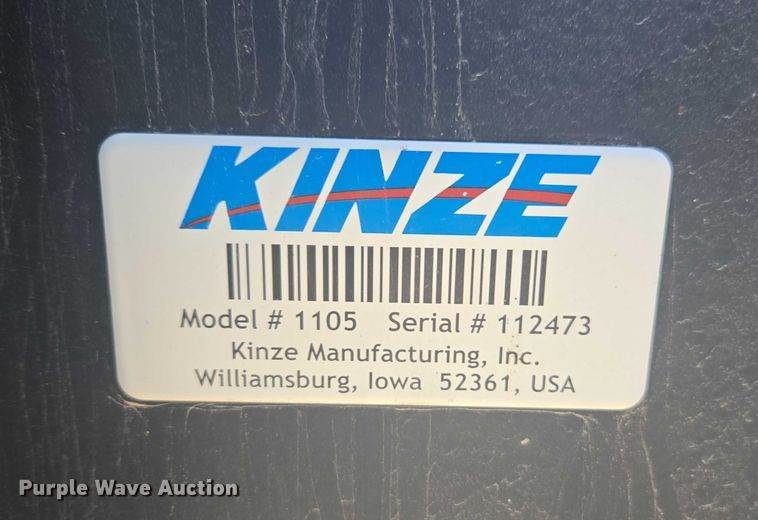 KINZE
Model # 1105 Serial # 112473
Kinze Manufacturing, Inc.
Williamsburg, Iowa 52361, USA
Purple Wave Auction